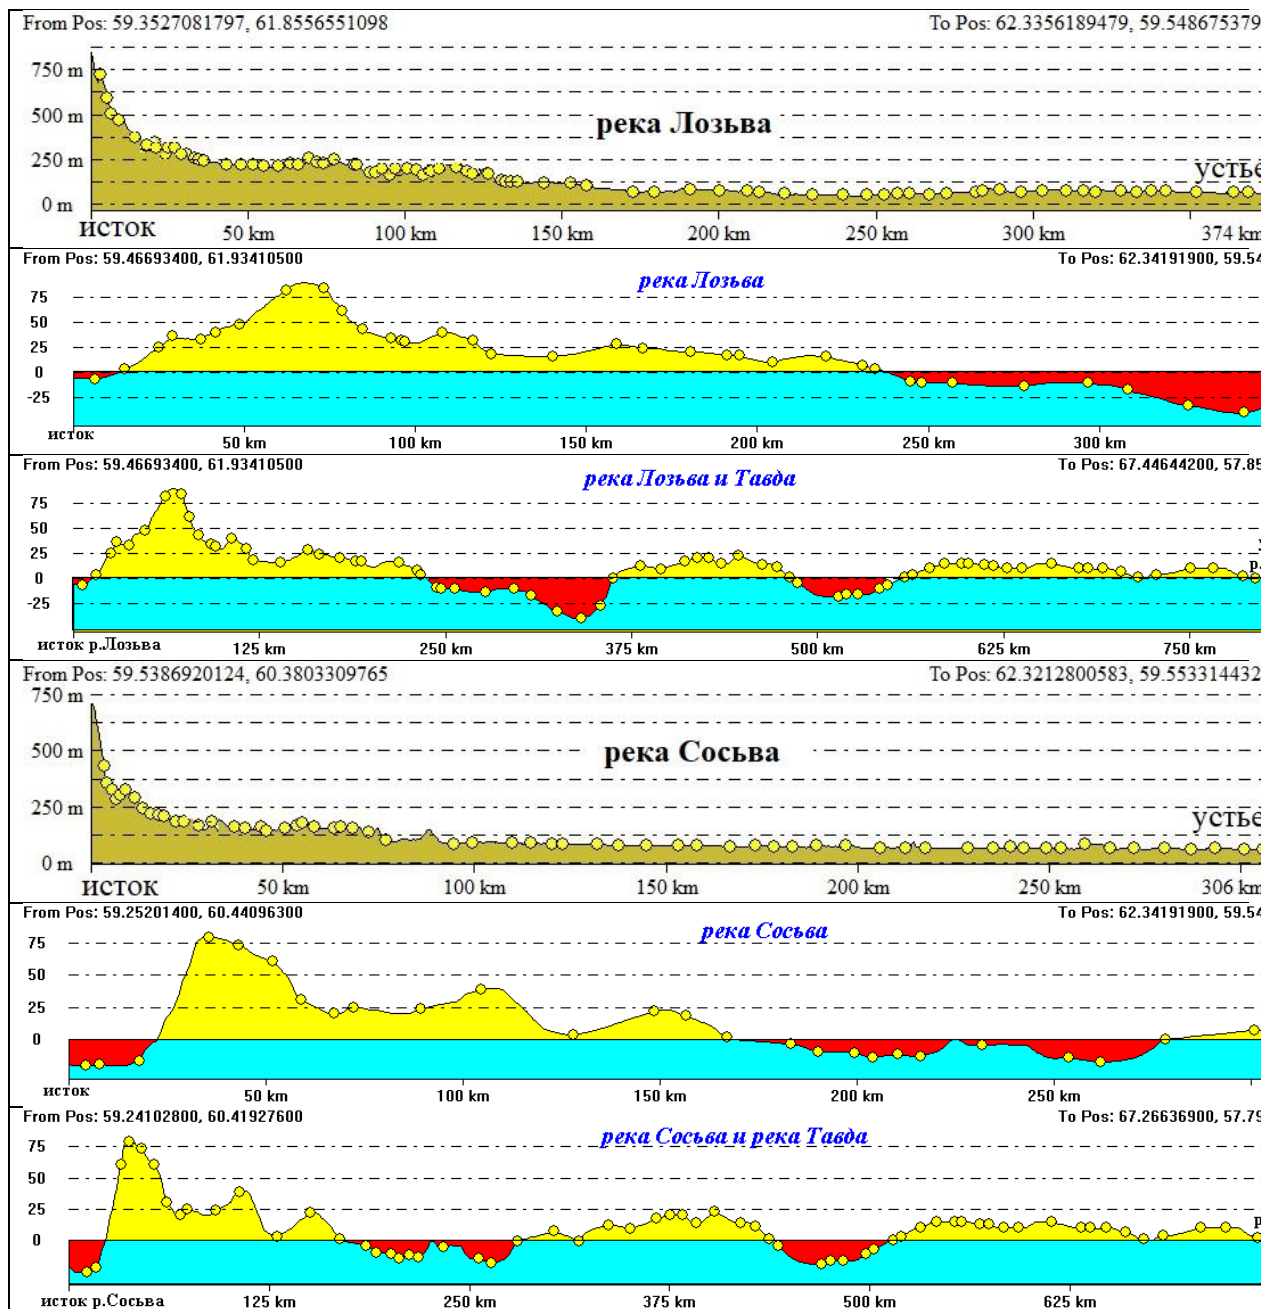 From Pos: 59.3527081797, 61.8556551098 To Pos: 62.3356189479, 59.548675379
750 m
500 m
250 m
0 m
река Лозьва
устье
исток 50 km 100 km 150 km 200 km 250 km 300 km 374 km
From Pos: 59.46693400, 61.93410500 To Pos: 62.34191900, 59.54
река Лозьва
75
50
25
0
-25
исток 50 km 100 km 150 km 200 km 250 km 300 km
From Pos: 59.46693400, 61.93410500 To Pos: 67.44644200, 57.85
река Лозьва и Тавда
75
50
25
0
-25
р.
исток р.Лозьва 125 km 250 km 375 km 500 km 625 km 750 km
From Pos: 59.5386920124, 60.3803309765 To Pos: 62.3212800583, 59.553314432
750 m
500 m
250 m
0 m
река Сосьва
устье
исток 50 km 100 km 150 km 200 km 250 km 306 km
From Pos: 59.25201400, 60.44096300 To Pos: 62.34191900, 59.54
река Сосьва
75
50
25
0
исток 50 km 100 km 150 km 200 km 250 km
From Pos: 59.24102800, 60.41927600 To Pos: 67.26636900, 57.79
река Сосьва и река Тавда
75
50
25
0
р
исток р.Сосьва 125 km 250 km 375 km 500 km 625 km